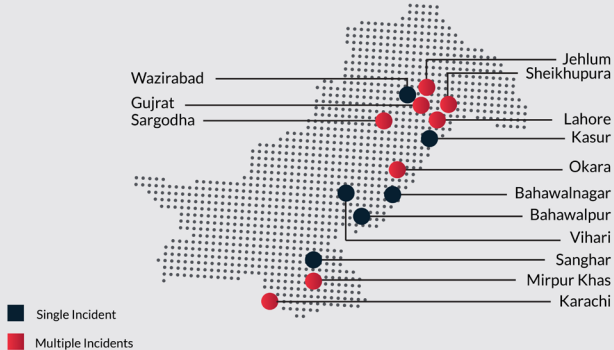 Wazirabad
Gujrat
Sargodha
Jehlum
Sheikhupura
Lahore
Kasur
Okara
Bahawalnagar
Bahawalpur
Vihari
Sanghar
Mirpur Khas
Karachi
Single Incident
Multiple Incidents